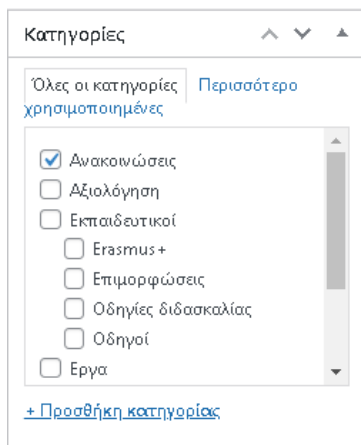 Κατηγορίες
Όλες οι κατηγορίες Περισσότερο
χρησιμοποιημένες
Ανακοινώσεις
Αξιολόγηση
Εκπαιδευτικοί
Erasmus+
Επιμορφώσεις
Οδηγίες διδασκαλίας
Οδηγοί
Εργα
+ Προσθήκη κατηγορίας